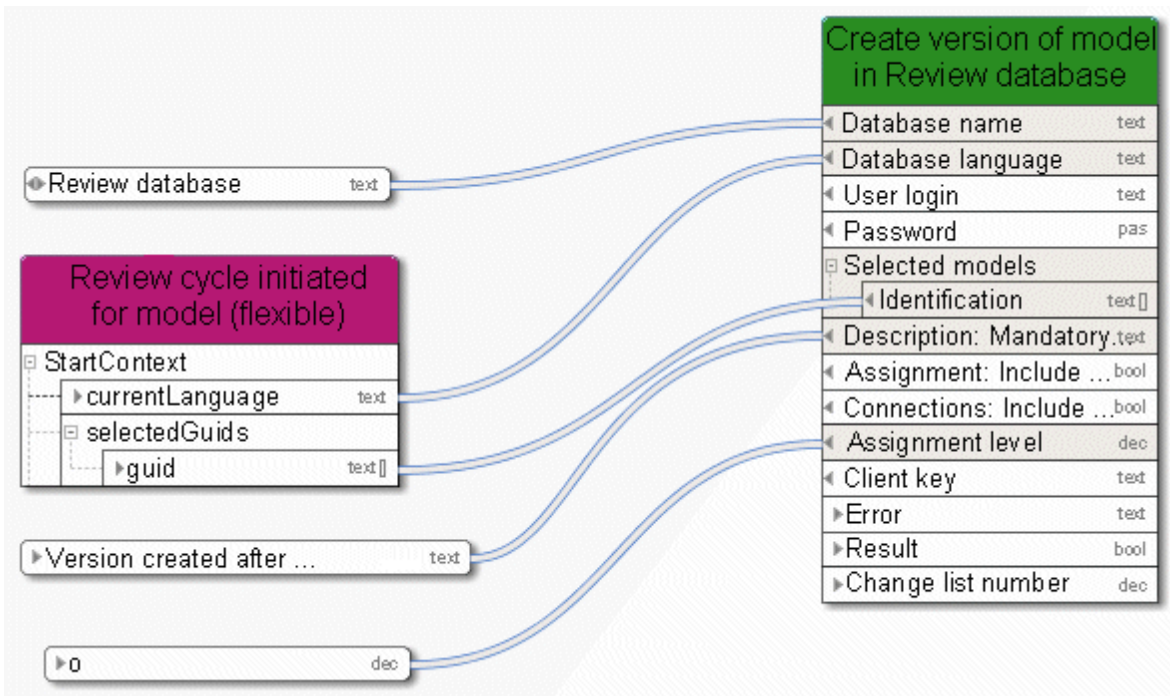 Create version of model
in Review database
Database name text
Database language text
User login text
Password pas
Selected models
Identification text[]
Description: Mandatory.text
Assignment: Include ...bool
Connections: Include ...bool
Assignment level dec
Client key text
Error text
Result bool
Change list number dec
Review database text
Review cycle initiated
for model (flexible)
StartContext
currentLanguage text
selectedGuids
guid text[]
Version created after ... text
0 dec